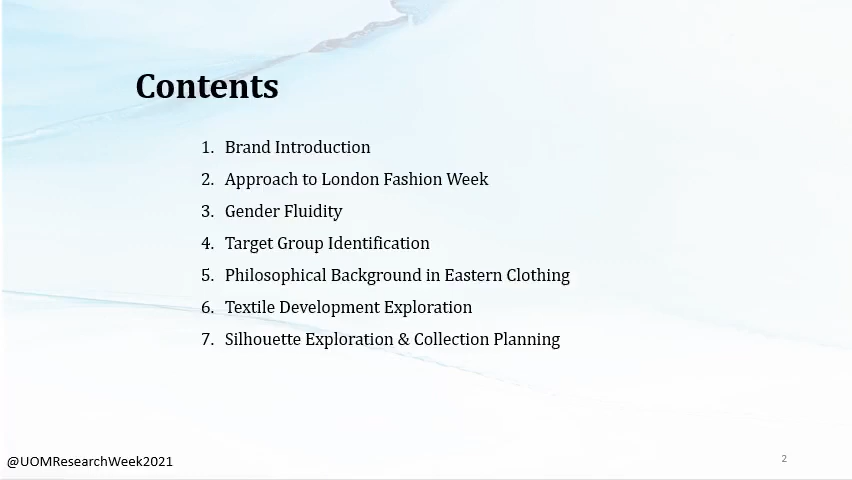 Contents
1. Brand Introduction
2. Approach to London Fashion Week
3. Gender Fluidity
4. Target Group Identification
5. Philosophical Background in Eastern Clothing
6. Textile Development Exploration
7. Silhouette Exploration & Collection Planning
@UOMResearchWeek2021
2